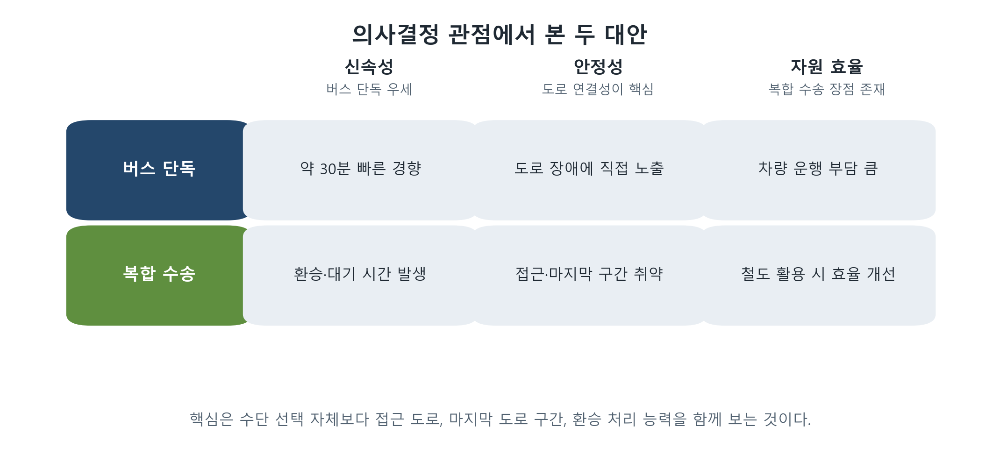 의사결정 관점에서 본 두 대안
신속성
버스 단독 우세
안정성
도로 연결성이 핵심
자원 효율
복합 수송 장점 존재
버스 단독
약 30분 빠른 경향
도로 장애에 직접 노출
차량 운행 부담 큼
복합 수송
환승·대기 시간 발생
접근·마지막 구간 취약
철도 활용 시 효율 개선
핵심은 수단 선택 자체보다 접근 도로, 마지막 도로 구간, 환승 처리 능력을 함께 보는 것이다.